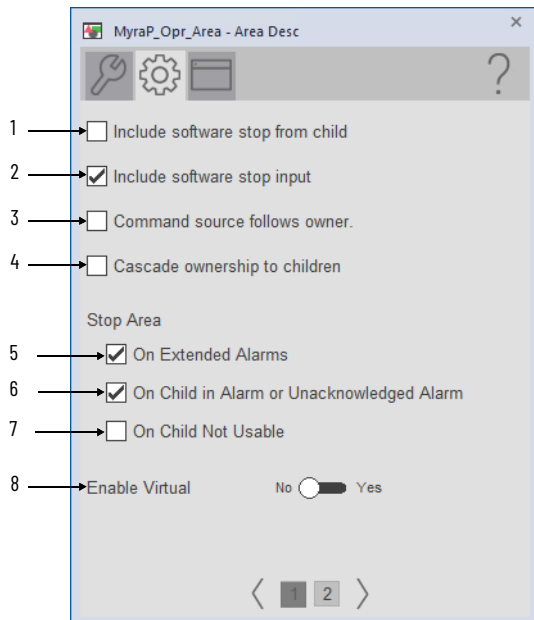 MyraP_Opr_Area - Area Desc
?
1 Include software stop from child
2 Include software stop input
3 Command source follows owner.
4 Cascade ownership to children
Stop Area
5 On Extended Alarms
6 On Child in Alarm or Unacknowledged Alarm
7 On Child Not Usable
8 Enable Virtual No Yes
1 2